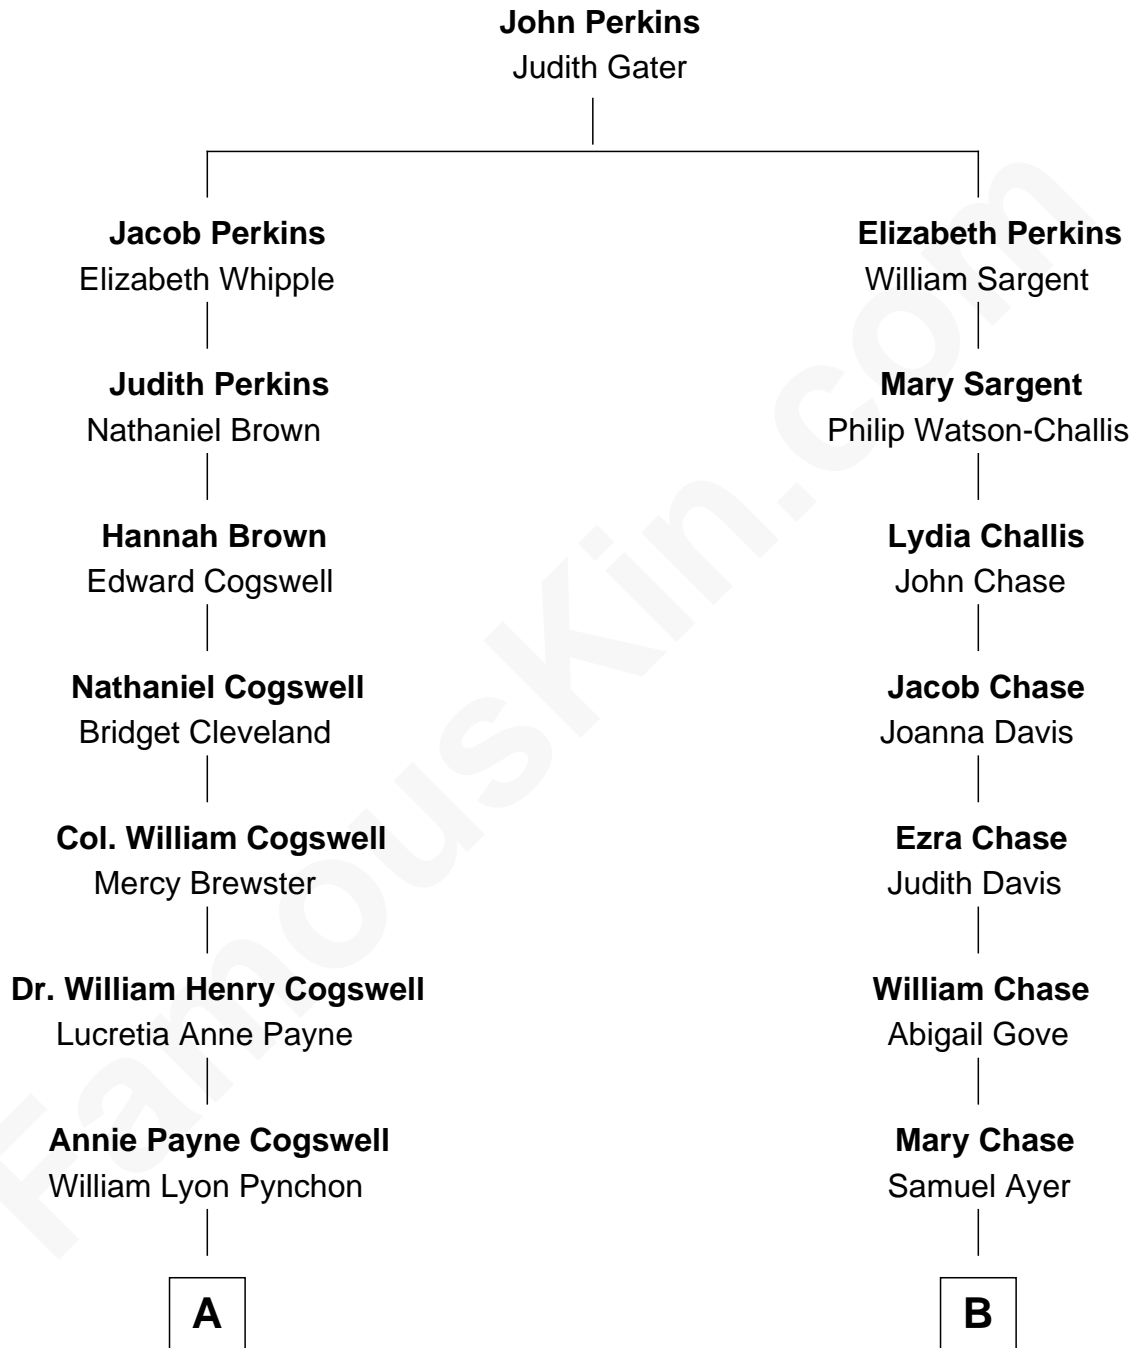 John Perkins
Judith Gater
Jacob Perkins
Elizabeth Whipple
Judith Perkins
Nathaniel Brown
Hannah Brown
Edward Cogswell
Nathaniel Cogswell
Bridget Cleveland
Col. William Cogswell
Mercy Brewster
Dr. William Henry Cogswell
Lucretia Anne Payne
Annie Payne Cogswell
William Lyon Pynchon
A
Elizabeth Perkins
William Sargent
Mary Sargent
Philip Watson-Challis
Lydia Challis
John Chase
Jacob Chase
Joanna Davis
Ezra Chase
Judith Davis
William Chase
Abigail Gove
Mary Chase
Samuel Ayer
B
FamousKin.com